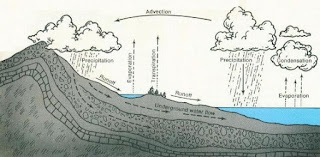 Advection
Precipitation
Evaporation
Transpiration
Precipitation
Condensation
Runoff
Runoff
Evaporation
Underground water flow